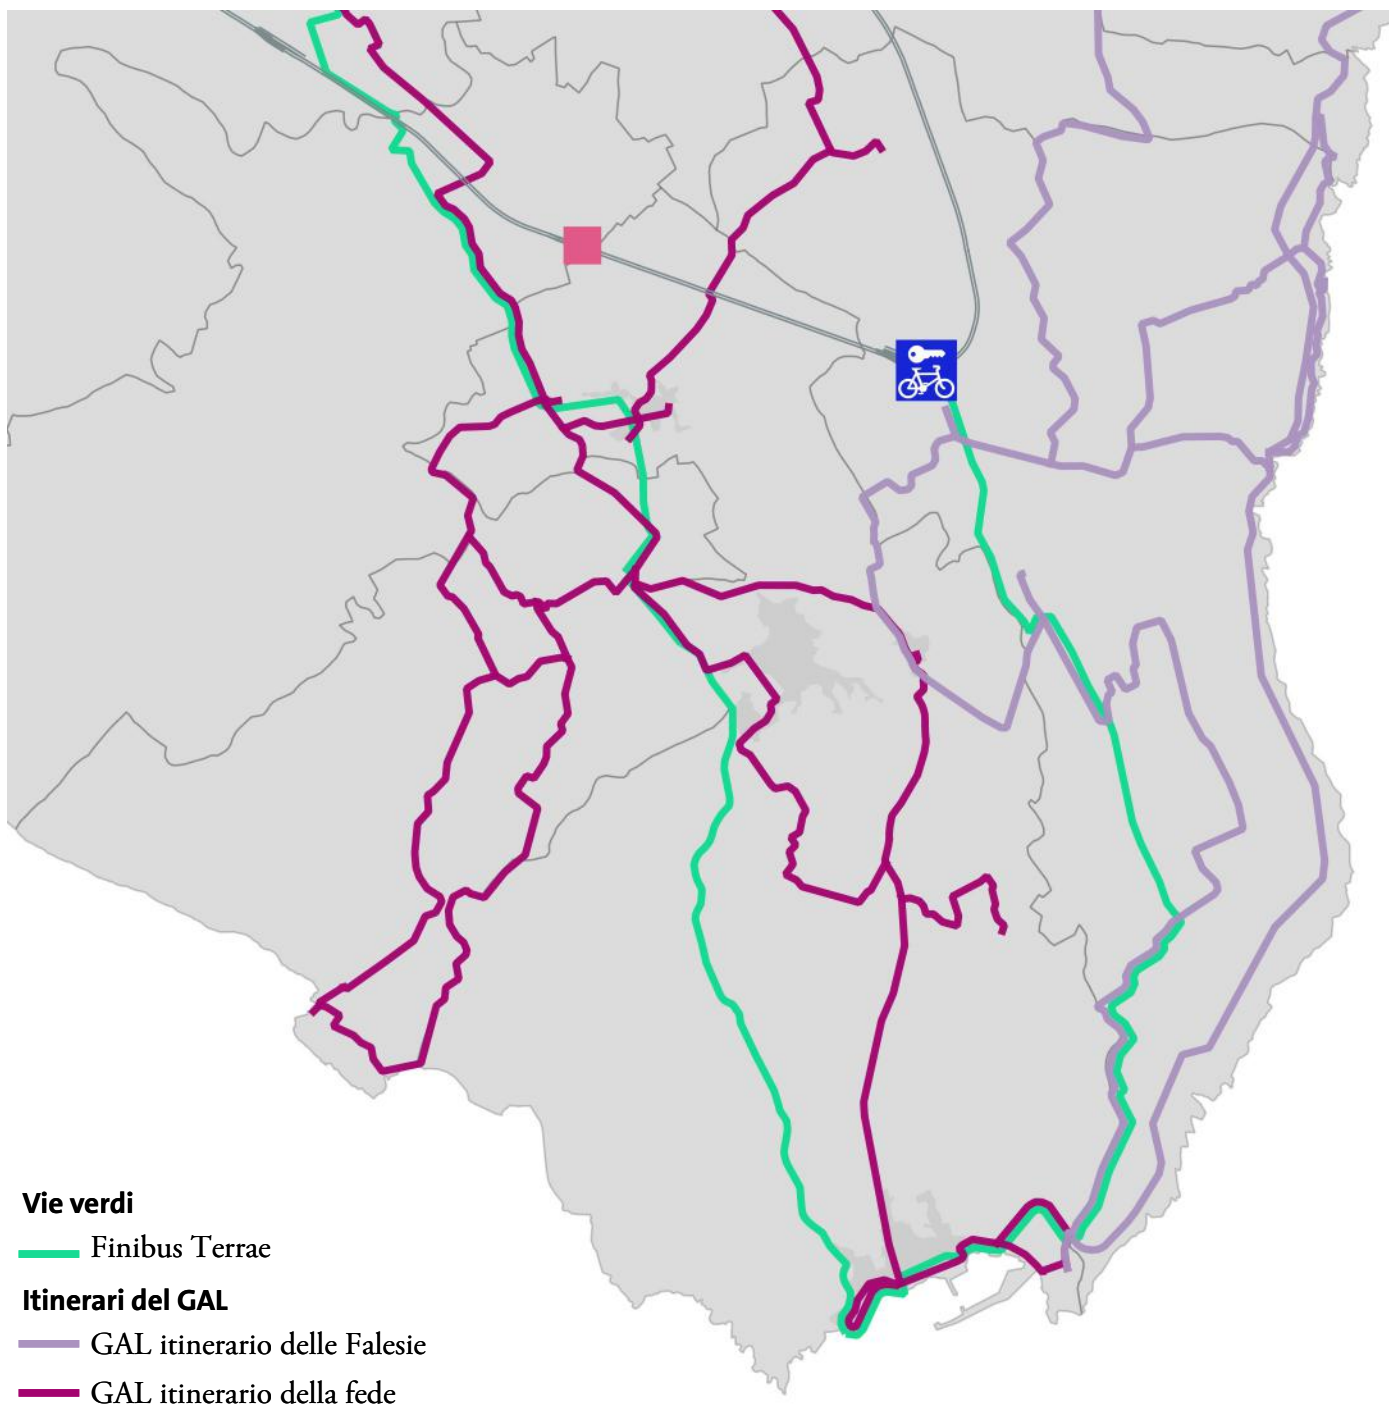 Vie verdi
Finibus Terrae
Itinerari del GAL
GAL itinerario delle Falesie
GAL itinerario della fede